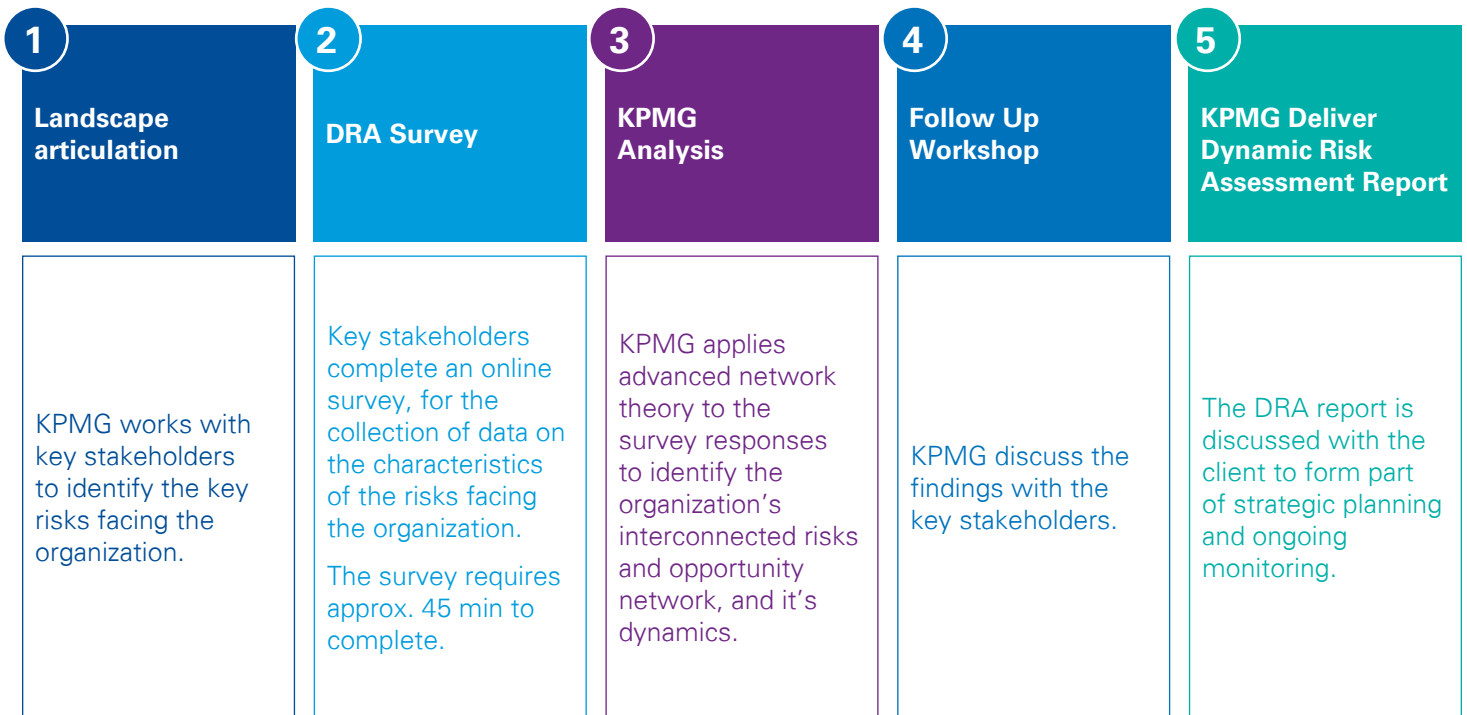 1
Landscape
articulation
KPMG works with
key stakeholders
to identify the key
risks facing the
organization.
2
DRA Survey
Key stakeholders
complete an online
survey, for the
collection of data on
the characteristics
of the risks facing
the organization.
The survey requires
approx. 45 min to
complete.
3
KPMG
Analysis
KPMG applies
advanced network
theory to the
survey responses
to identify the
organization’s
interconnected risks
and opportunity
network, and it’s
dynamics.
4
Follow Up
Workshop
KPMG discuss the
findings with the
key stakeholders.
5
KPMG Deliver
Dynamic Risk
Assessment Report
The DRA report is
discussed with the
client to form part
of strategic planning
and ongoing
monitoring.